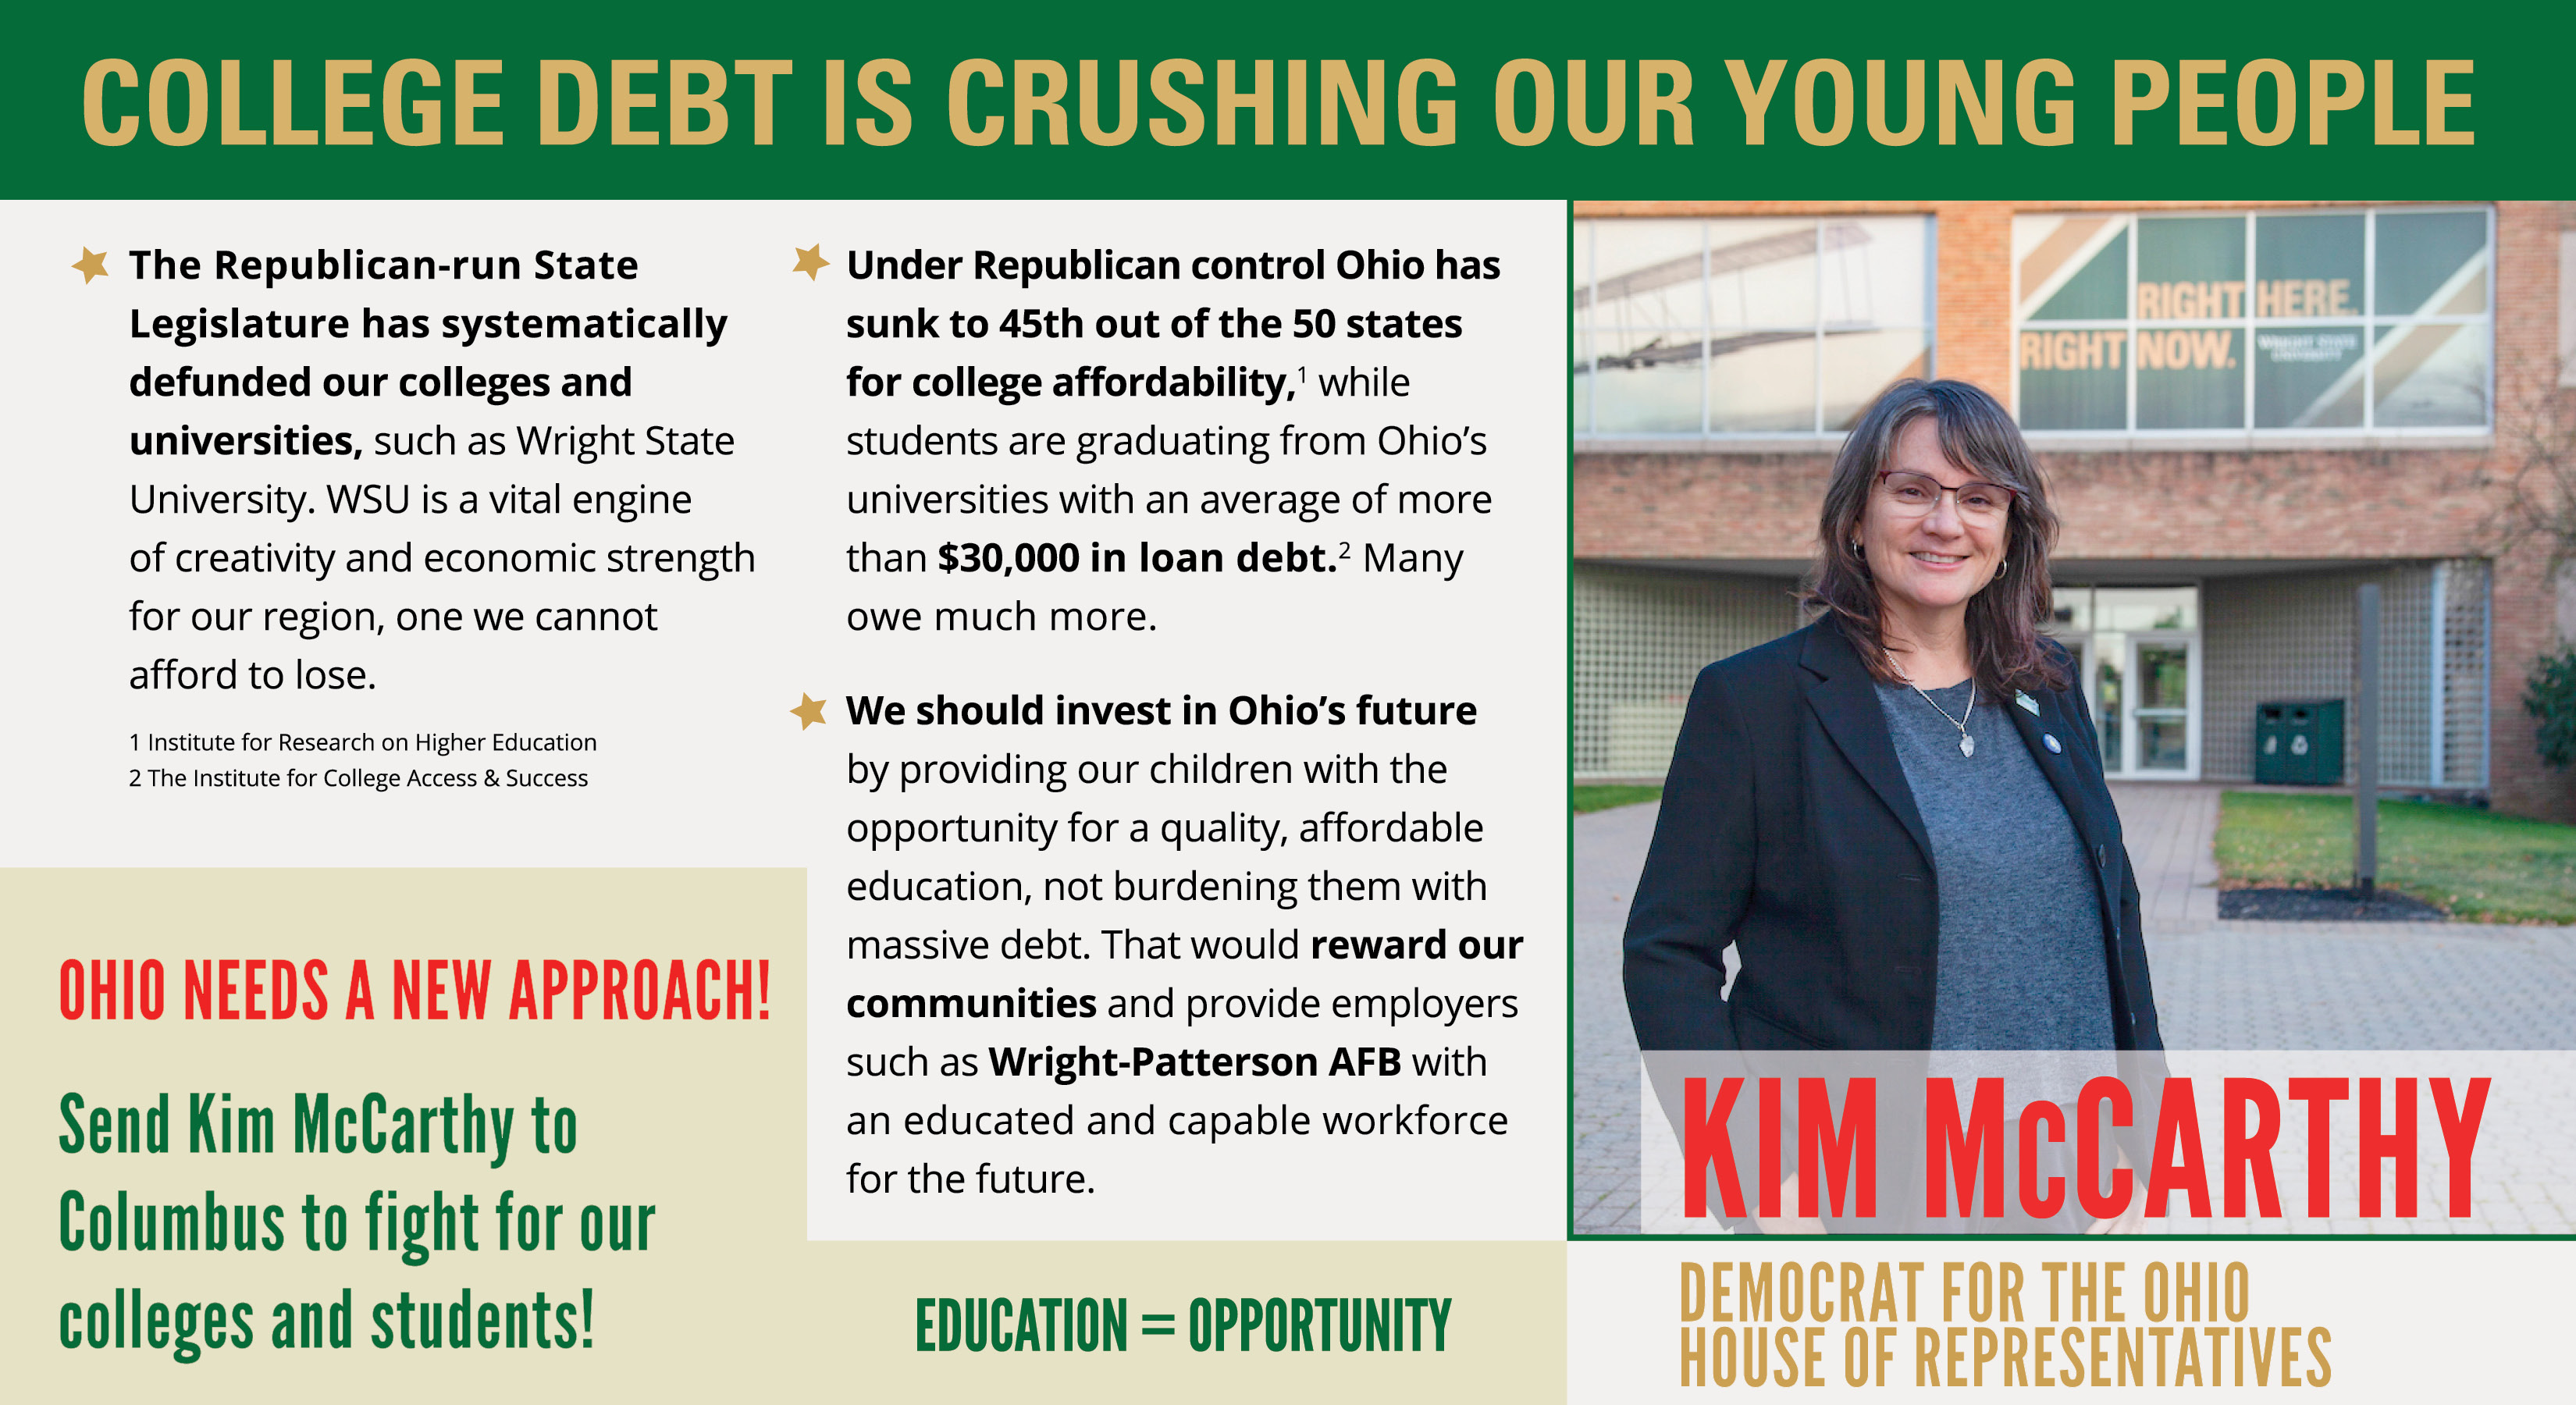 COLLEGE DEBT IS CRUSHING OUR YOUNG PEOPLE
The Republican-run State
Legislature has systematically
defunded our colleges and
universities, such as Wright State
University. WSU is a vital engine
of creativity and economic strength
for our region, one we cannot
afford to lose.
1 Institute for Research on Higher Education
2 The Institute for College Access & Success
OHIO NEEDS A NEW APPROACH!
Send Kim McCarthy to
Columbus to fight for our
colleges and students!
Under Republican control Ohio has
sunk to 45th out of the 50 states
for college affordability,1 while
students are graduating from Ohio’s
universities with an average of more
than $30,000 in loan debt.2 Many
owe much more.
We should invest in Ohio’s future
by providing our children with the
opportunity for a quality, affordable
education, not burdening them with
massive debt. That would reward our
communities and provide employers
such as Wright-Patterson AFB with
an educated and capable workforce
for the future.
EDUCATION = OPPORTUNITY
RIGHT HERE.
RIGHT NOW.
WRIGHT STATE
UNIVERSITY
KIM McCARTHY
DEMOCRAT FOR THE OHIO
HOUSE OF REPRESENTATIVES